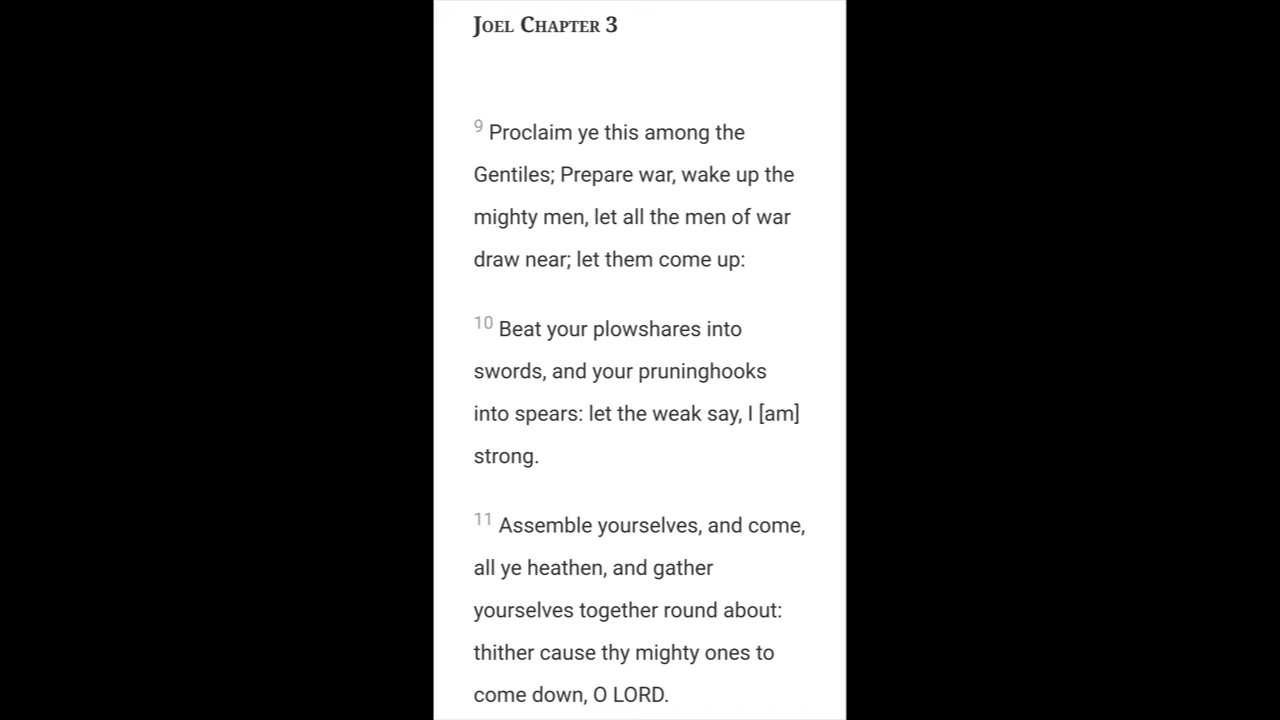 Joel Chapter 3
9 Proclaim ye this among the
Gentiles; Prepare war, wake up the
mighty men, let all the men of war
draw near; let them come up:
10 Beat your plowshares into
swords, and your pruninghooks
into spears: let the weak say, I [am]
strong.
11 Assemble yourselves, and come,
all ye heathen, and gather
yourselves together round about:
thither cause thy mighty ones to
come down, O LORD.